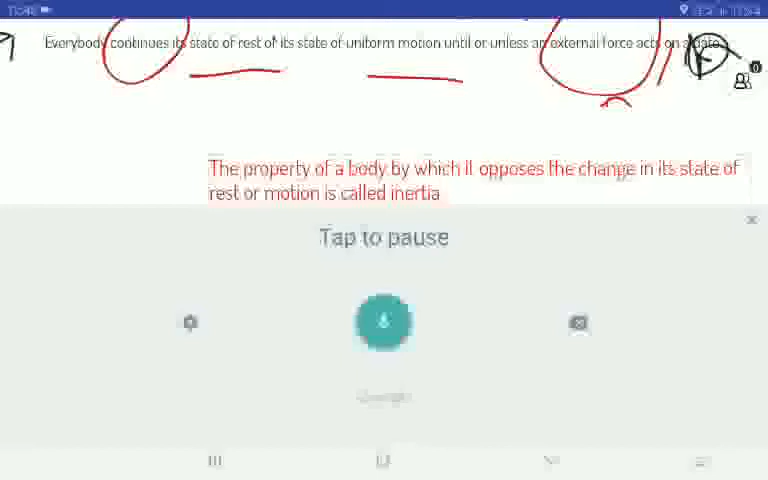 Everybody continues its state of rest of its state of uniform motion until or unless an external force acts on a date
The property of a body by which it opposes the change in its state of
rest or motion is called inertia
Tap to pause